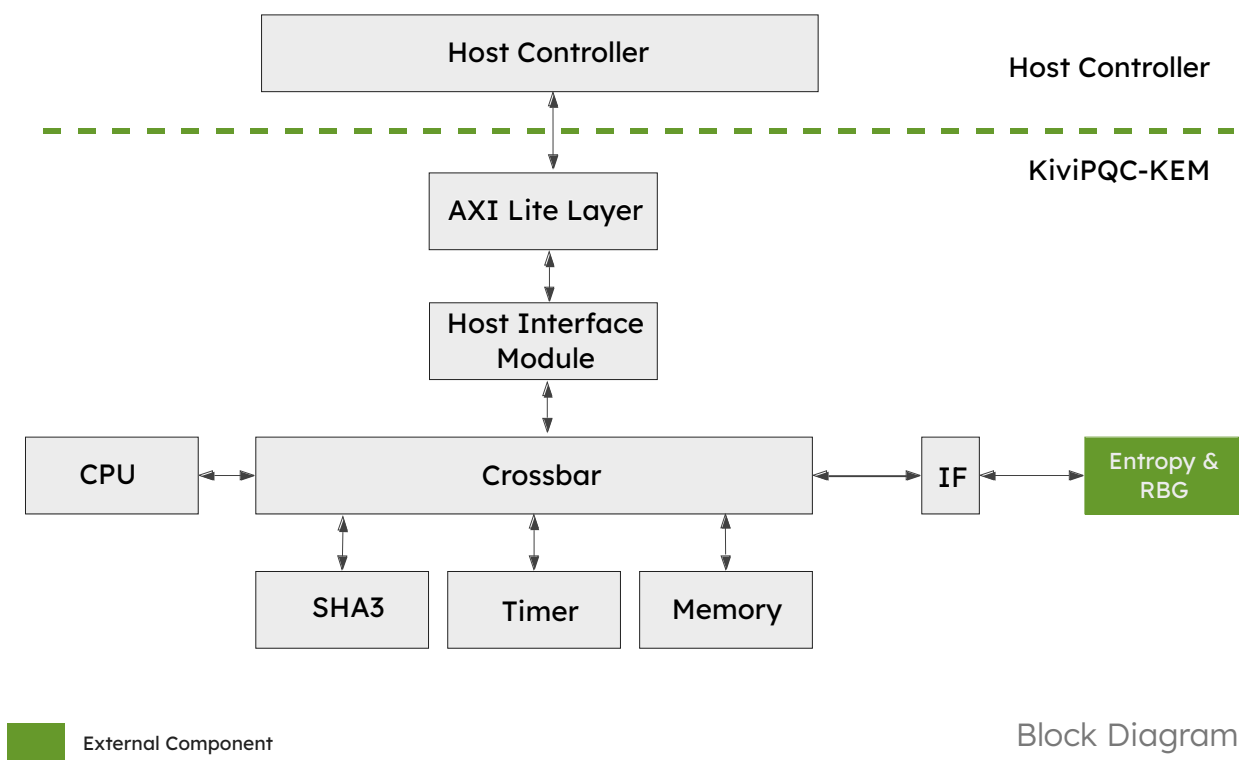 Host Controller
Host Controller
KiviPQC-KEM
AXI Lite Layer
Host Interface
Module
CPU
Crossbar
IF
Entropy &
RBG
SHA3
Timer
Memory
External Component
Block Diagram